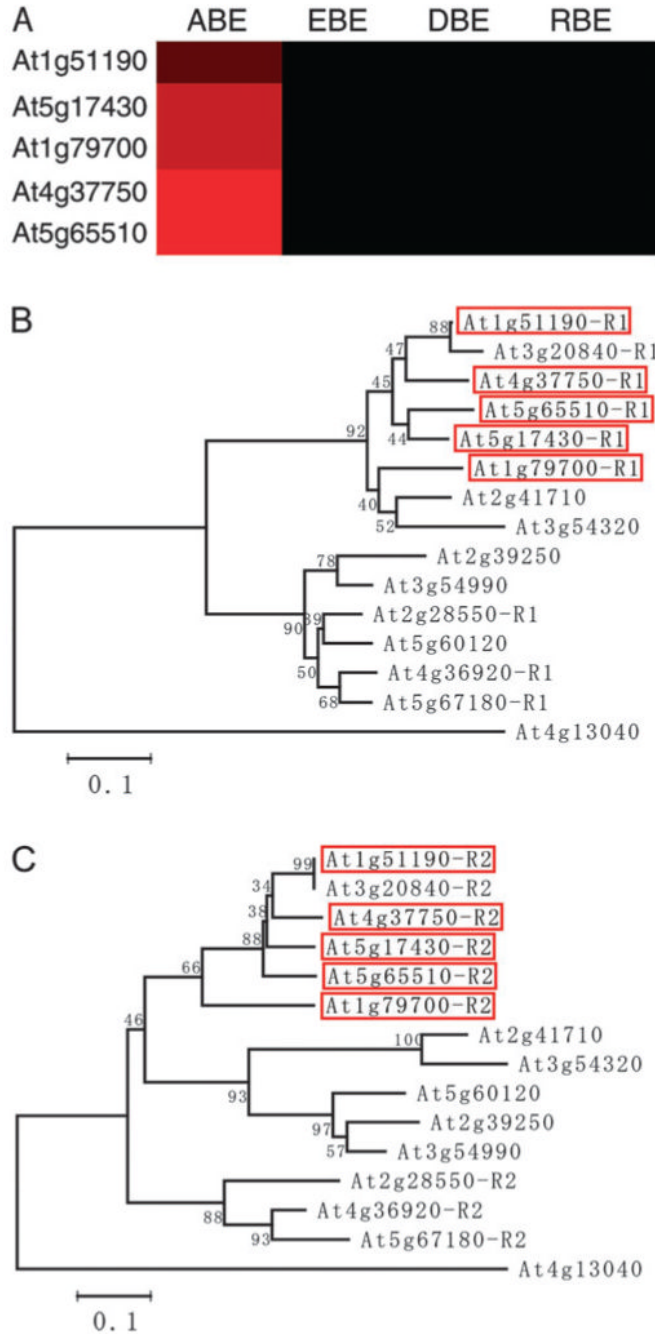 A ABE EBE DBE RBE
At1g51190
At5g17430
At1g79700
At4g37750
At5g65510
B
88 At1g51190-R1
47 At3g20840-R1
At4g37750-R1
45
At5g65510-R1
92 44 At5g17430-R1
At1g79700-R1
40 At2g41710
52 At3g54320
78 At2g39250
At3g54990
90 39 At2g28550-R1
At5g60120
50 At4g36920-R1
68 At5g67180-R1
At4g13040
0.1
C
99 At1g51190-R2
34 At3g20840-R2
38 At4g37750-R2
88 At5g17430-R2
66 At5g65510-R2
At1g79700-R2
46 100 At2g41710
At3g54320
93 At5g60120
97 At2g39250
57 At3g54990
At2g28550-R2
88 At4g36920-R2
93 At5g67180-R2
At4g13040
0.1